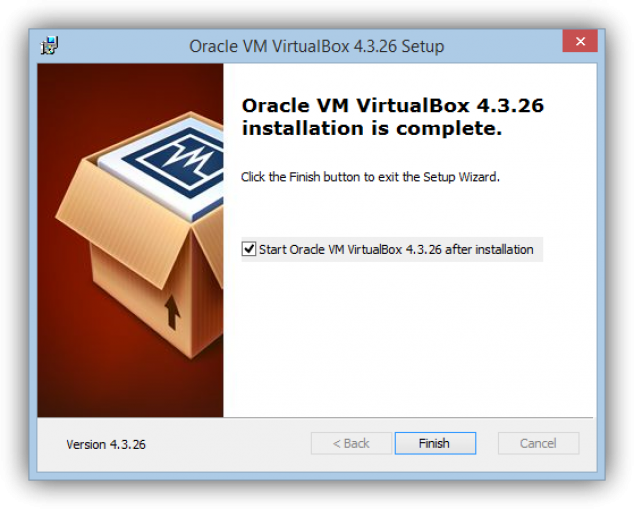 Oracle VM VirtualBox 4.3.26 Setup
Oracle VM VirtualBox 4.3.26
installation is complete.
Click the Finish button to exit the Setup Wizard.
Start Oracle VM VirtualBox 4.3.26 after installation
Version 4.3.26
< Back
Finish
Cancel